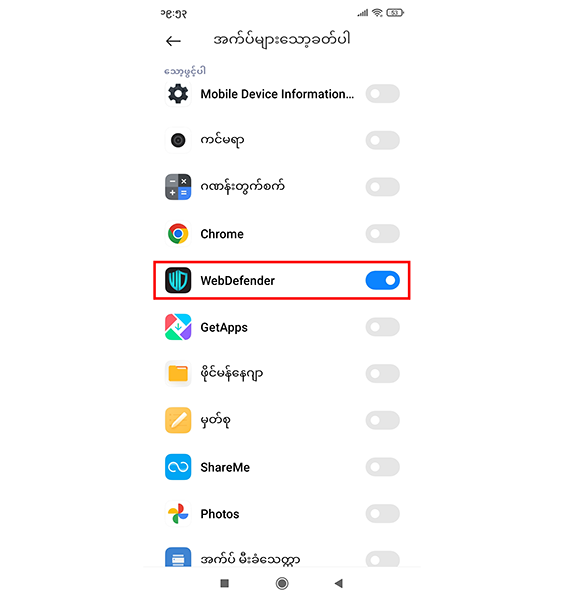 ၁၉:၅၃
53
အက်ပ်များသော့ခတ်ပါ
သော့ဖွင့်ပါ
Mobile Device Information...
ကင်မရာ
ဂဏန်းတွက်စက်
Chrome
WebDefender
GetApps
ဖိုင်မန်နေဂျာ
မှတ်စု
ShareMe
Photos
အက်ပ် မီးခံသေတ္တာ